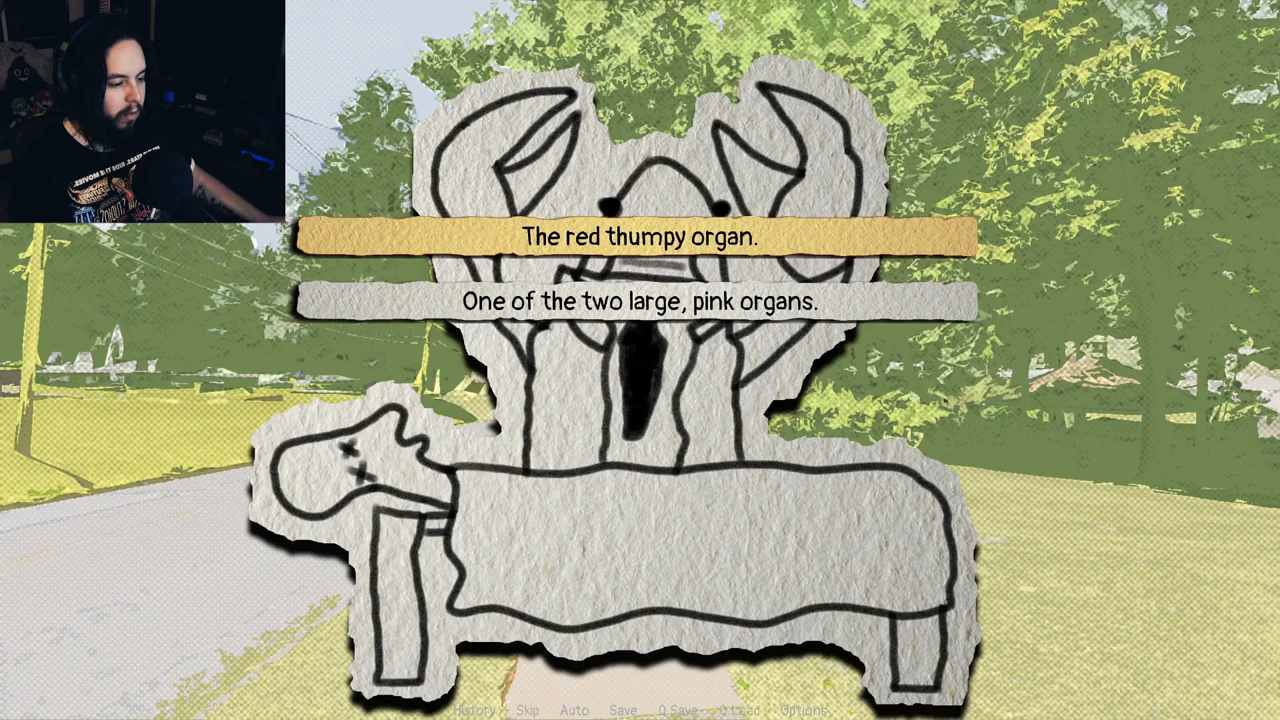 The red thumpy organ.
One of the two large, pink organs.
History Skip Auto Save Q.Save Q.Load Options